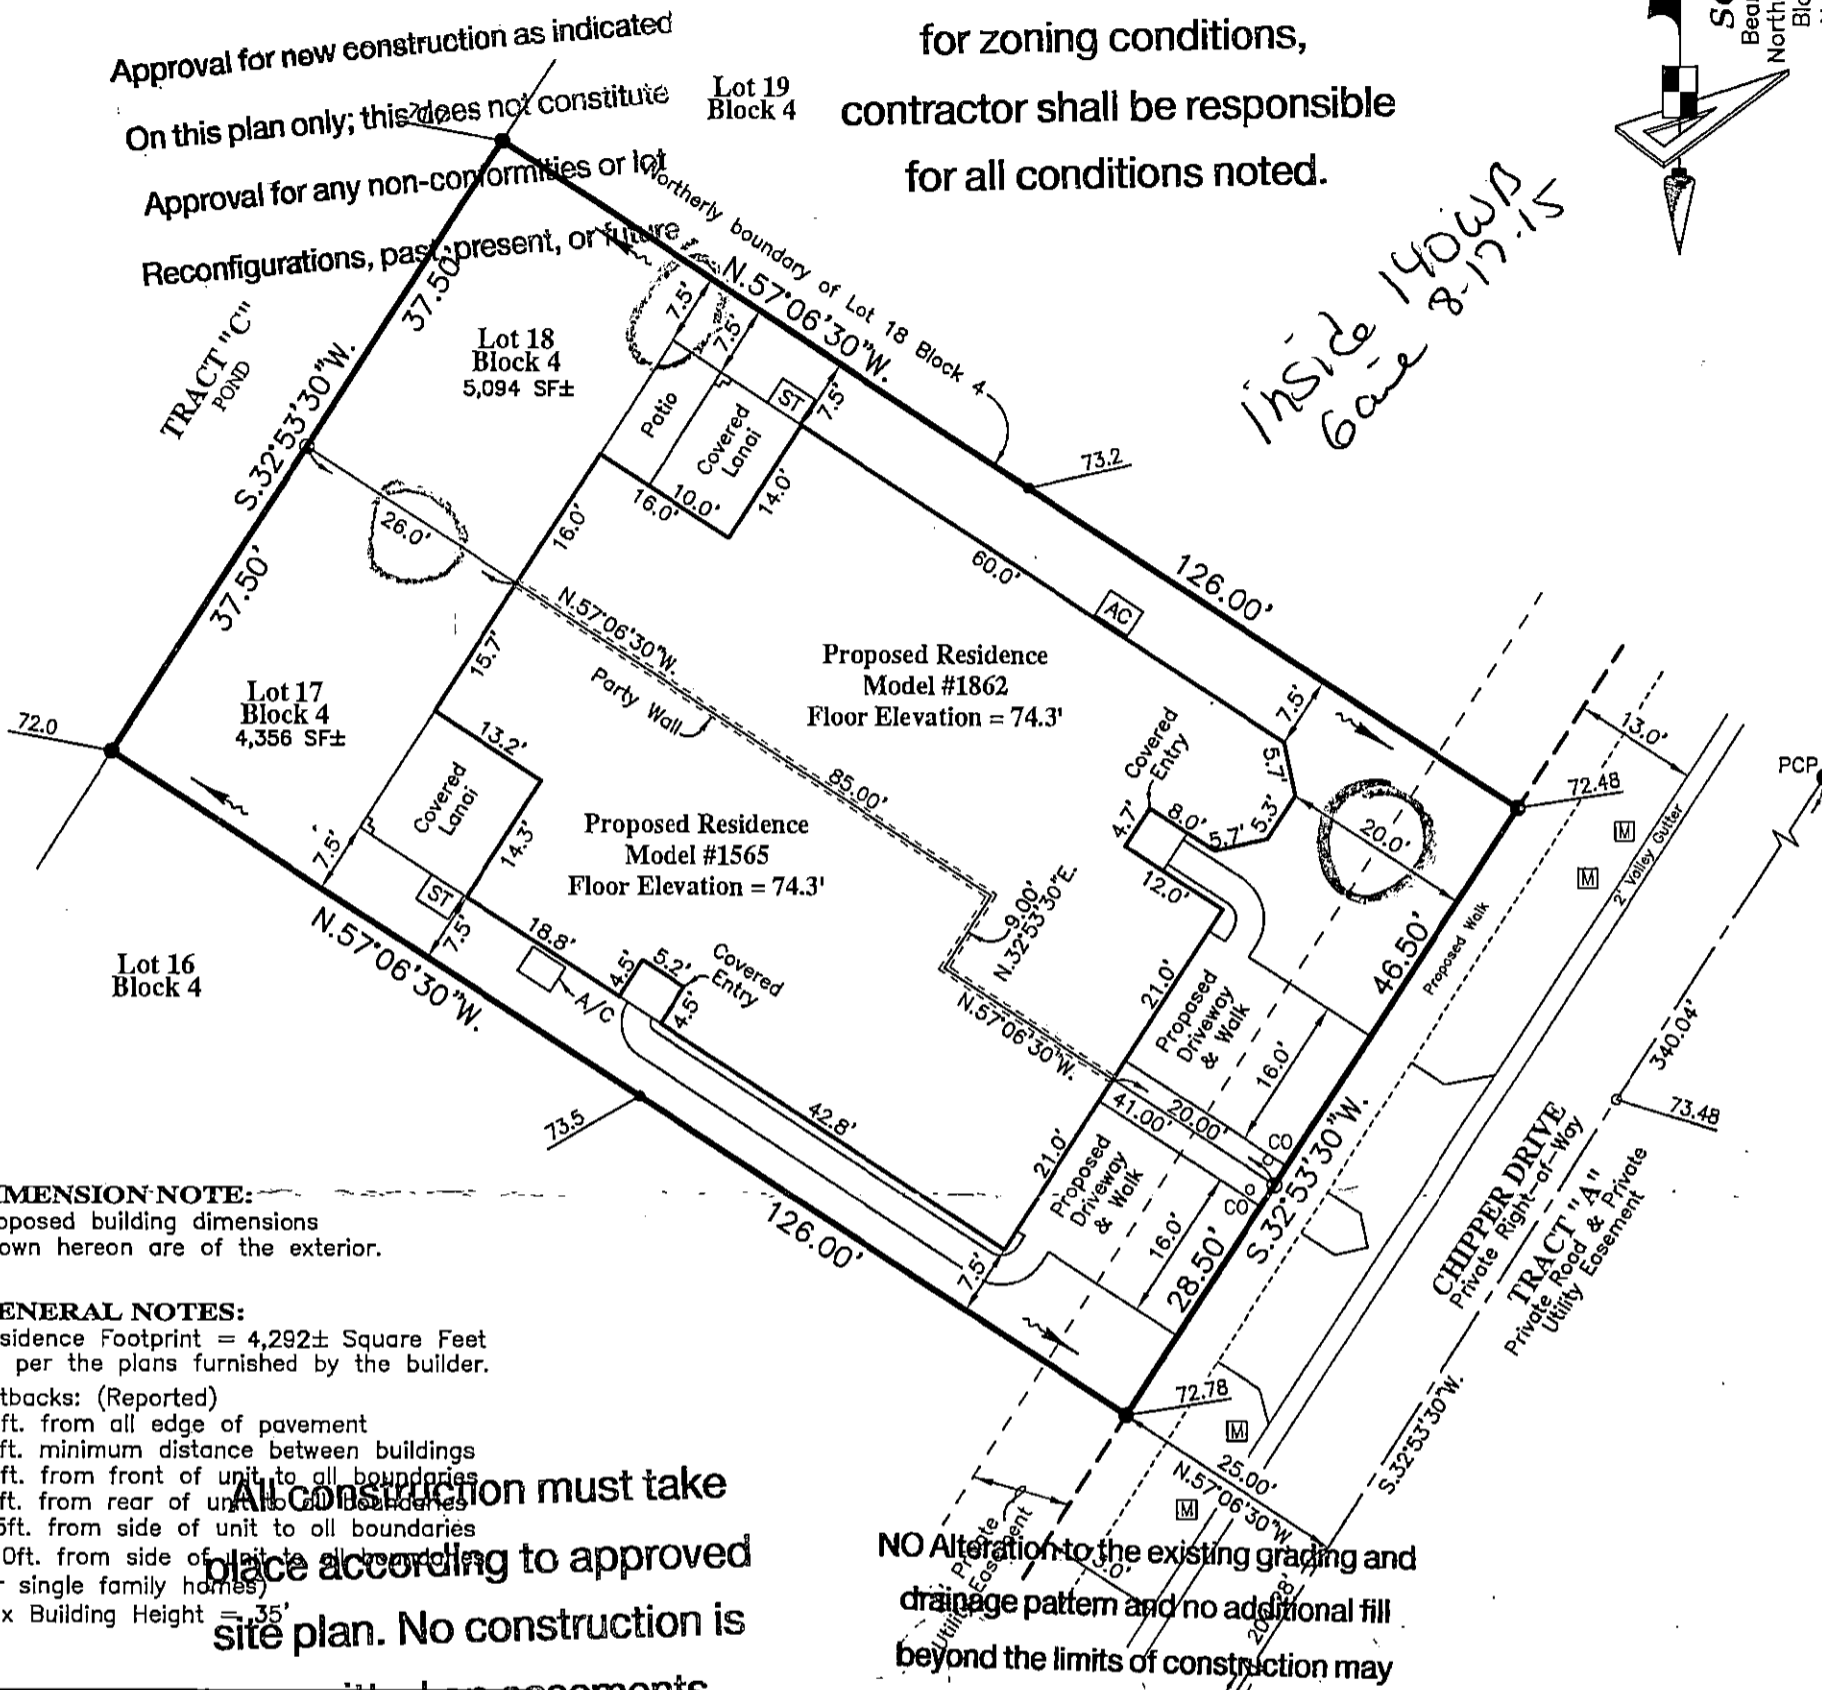 Approval for new construction as indicated
On this plan only; this does not constitute
Approval for any non-conformities or lot
Reconfigurations, past, present, or future
Lot 19
Block 4
for zoning conditions,
contractor shall be responsible
for all conditions noted.
Inside 140WB
8-17-15
Northerly boundary of Lot 18 Block 4
N.57°06'30"W.
126.00'
73.2
TRACT "C"
POND
37.50'
S.32°53'30"W.
37.50'
Lot 18
Block 4
5,094 SF±
7.5'
7.5'
7.5'
Patio
Covered
Lanai
ST
16.0'
10.0'
14.0'
16.0'
26.0'
60.0'
AC
N.57°06'30"W.
Party Wall
85.00'
Proposed Residence
Model #1862
Floor Elevation = 74.3'
7.5'
Covered
Entry
5.7'
5.3'
5.7'
8.0'
4.7'
12.0'
20.0'
13.0'
72.48
PCP
M
M
2' Valley Gutter
Proposed Walk
46.50'
72.0
Lot 17
Block 4
4,356 SF±
15.7'
13.2'
Covered
Lanai
14.3'
7.5'
ST
7.5'
Proposed Residence
Model #1565
Floor Elevation = 74.3'
9.00'
N.32°53'30"E.
N.57°06'30"W.
21.0'
Proposed
Driveway
& Walk
16.0'
340.04'
73.48
Lot 16
Block 4
N.57°06'30"W.
126.00'
73.5
18.8'
A/C
4.5'
5.2'
4.5'
Covered
Entry
42.8'
21.0'
41.00'
20.00'
CO
CO
Proposed
Driveway
& Walk
16.0'
7.5'
28.50'
S.32°53'30"W.
CHIPPER DRIVE
Private Right-of-Way
TRACT "A"
Private Road & Private
Utility Easement
72.78
M
M
25.00'
N.57°06'30"W.
S.32°53'30"W.
Private
Utility Easement
MENSION NOTE:
oposed building dimensions
own hereon are of the exterior.
ENERAL NOTES:
sidence Footprint = 4,292± Square Feet
per the plans furnished by the builder.
tbacks: (Reported)
ft. from all edge of pavement
ft. minimum distance between buildings
ft. from front of unit to all boundaries
ft. from rear of unit to all boundaries
5ft. from side of unit to all boundaries
0ft. from side of unit to all boundaries
r single family homes)
x Building Height = 35'
All construction must take
place according to approved
site plan. No construction is
easements
NO Alteration to the existing grading and
drainage pattern and no additional fill
beyond the limits of construction may